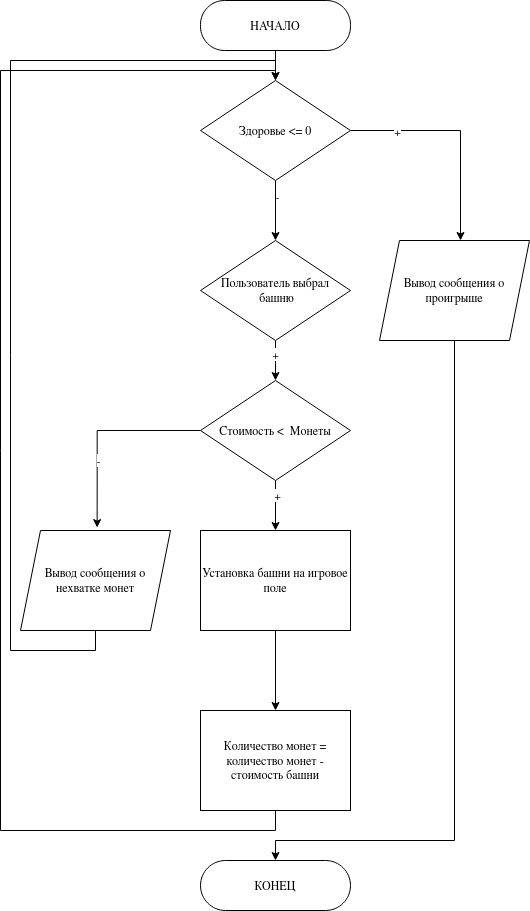 НАЧАЛО
Здоровье <= 0
+
-
Пользователь выбрал
башню
Вывод сообщения о
проигрыше
+
Стоимость < Монеты
-
+
Вывод сообщения о
нехватке монет
Установка башни на игровое
поле
Количество монет =
количество монет -
стоимость башни
КОНЕЦ